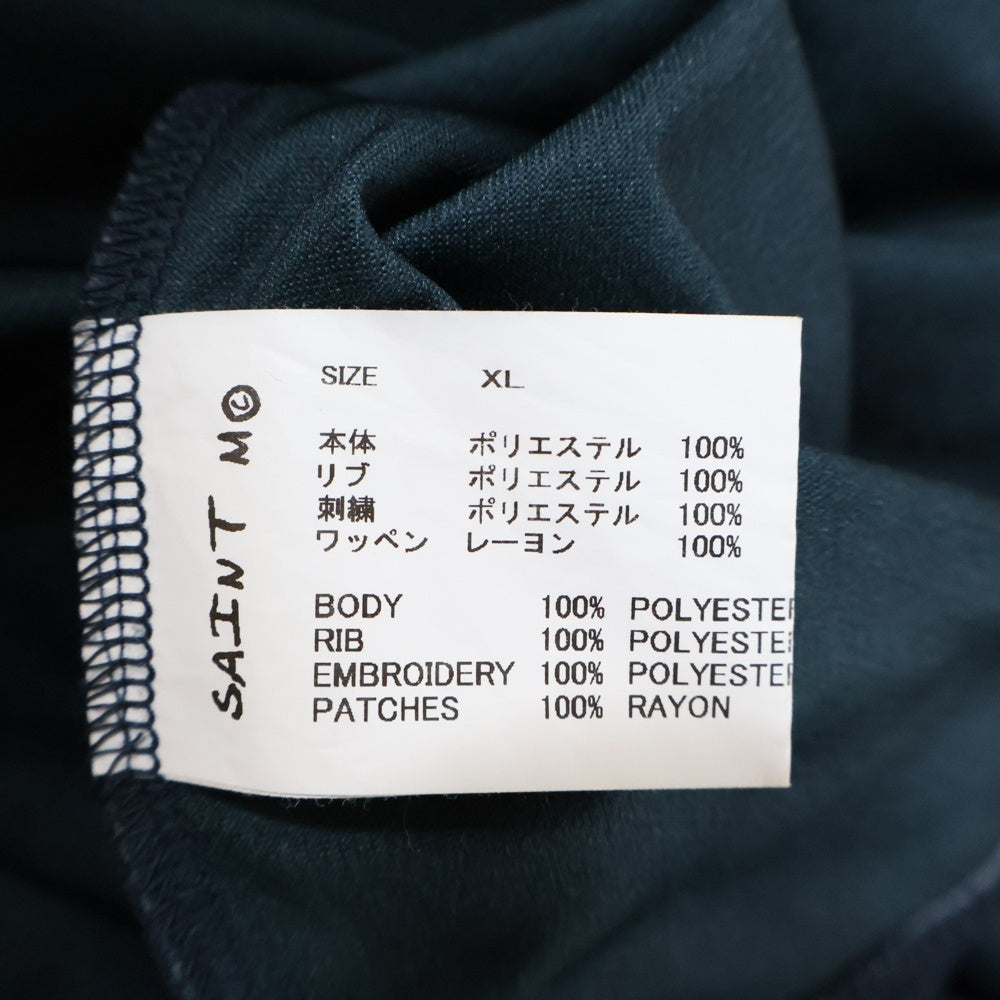 SAINT M©
SIZE XL
本体 ポリエステル 100%
リブ ポリエステル 100%
刺繍 ポリエステル 100%
ワッペン レーヨン 100%
BODY 100% POLYESTER
RIB 100% POLYESTER
EMBROIDERY 100% POLYESTER
PATCHES 100% RAYON